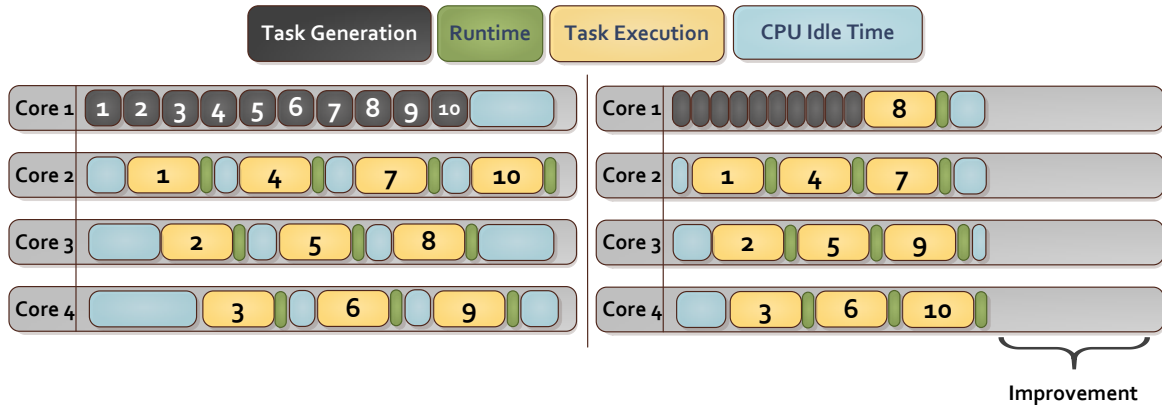 Task Generation Runtime Task Execution CPU Idle Time
Core 1 1 2 3 4 5 6 7 8 9 10
Core 2 1 4 7 10
Core 3 2 5 8
Core 4 3 6 9
Core 1 8
Core 2 1 4 7
Core 3 2 5 9
Core 4 3 6 10
Improvement